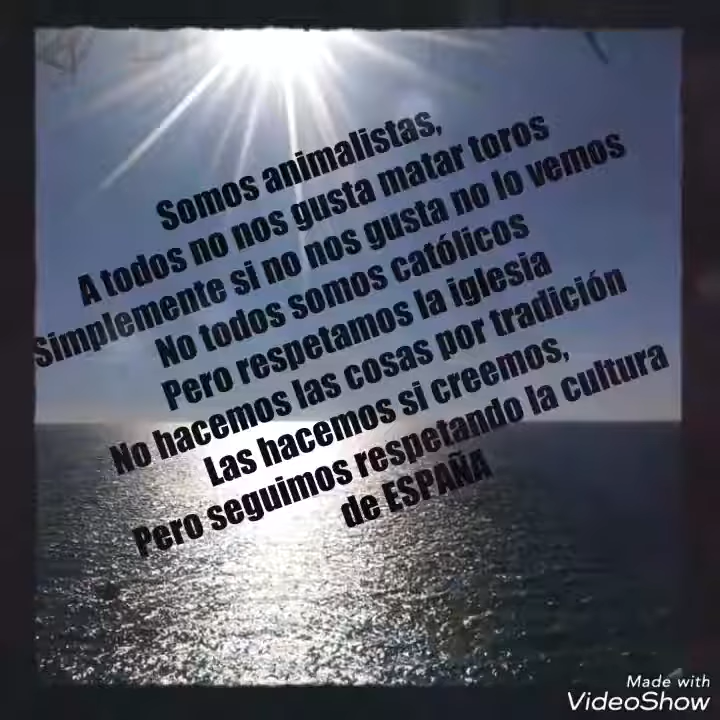 Somos animalistas,
A todos no nos gusta matar toros
Simplemente si no nos gusta no lo vemos
No todos somos católicos
Pero respetamos la iglesia
No hacemos las cosas por tradición
Las hacemos si creemos,
Pero seguimos respetando la cultura
de ESPAÑA
Made with
VideoShow